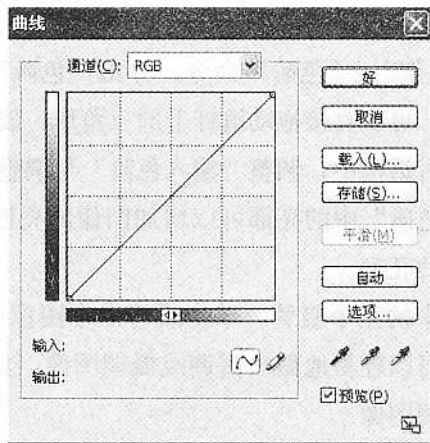 曲线
通道(C): RGB
好
取消
载入(L)...
存储(S)...
平滑(M)
自动
选项...
输入:
输出:
预览(P)